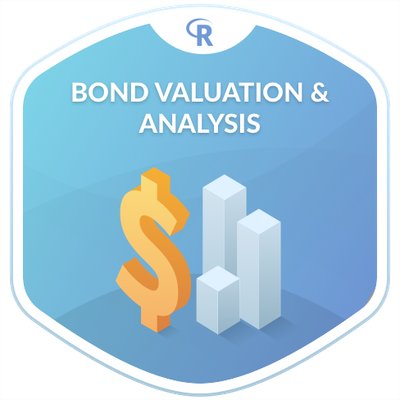 R
BOND VALUATION &
ANALYSIS